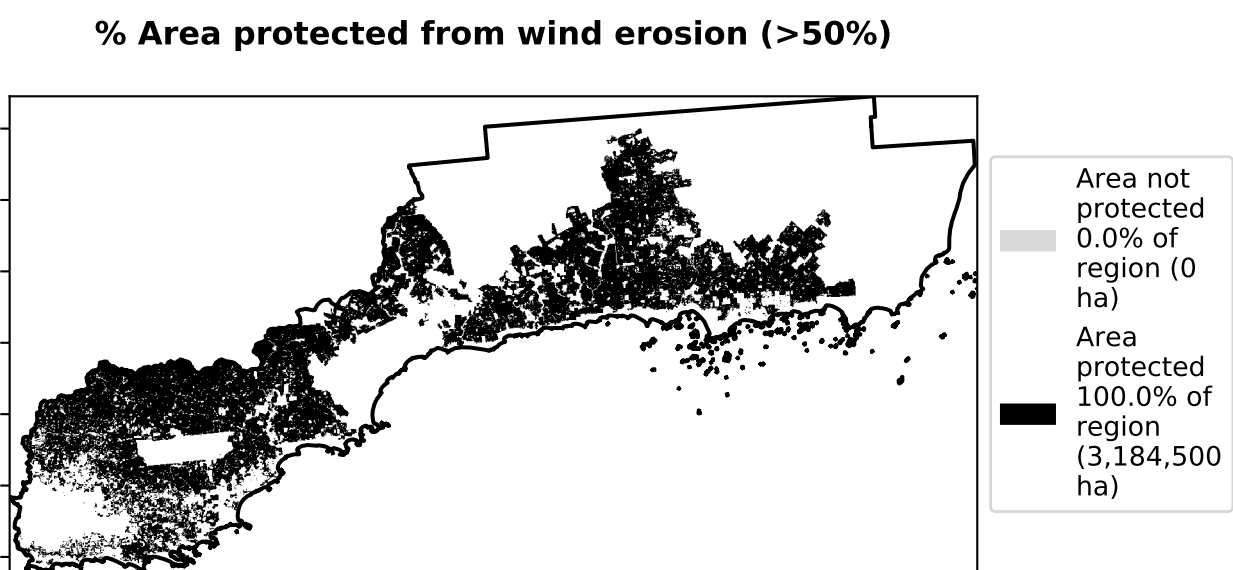 % Area protected from wind erosion (>50%)
Area not
protected
0.0% of
region (0
ha)
Area
protected
100.0% of
region
(3,184,500
ha)